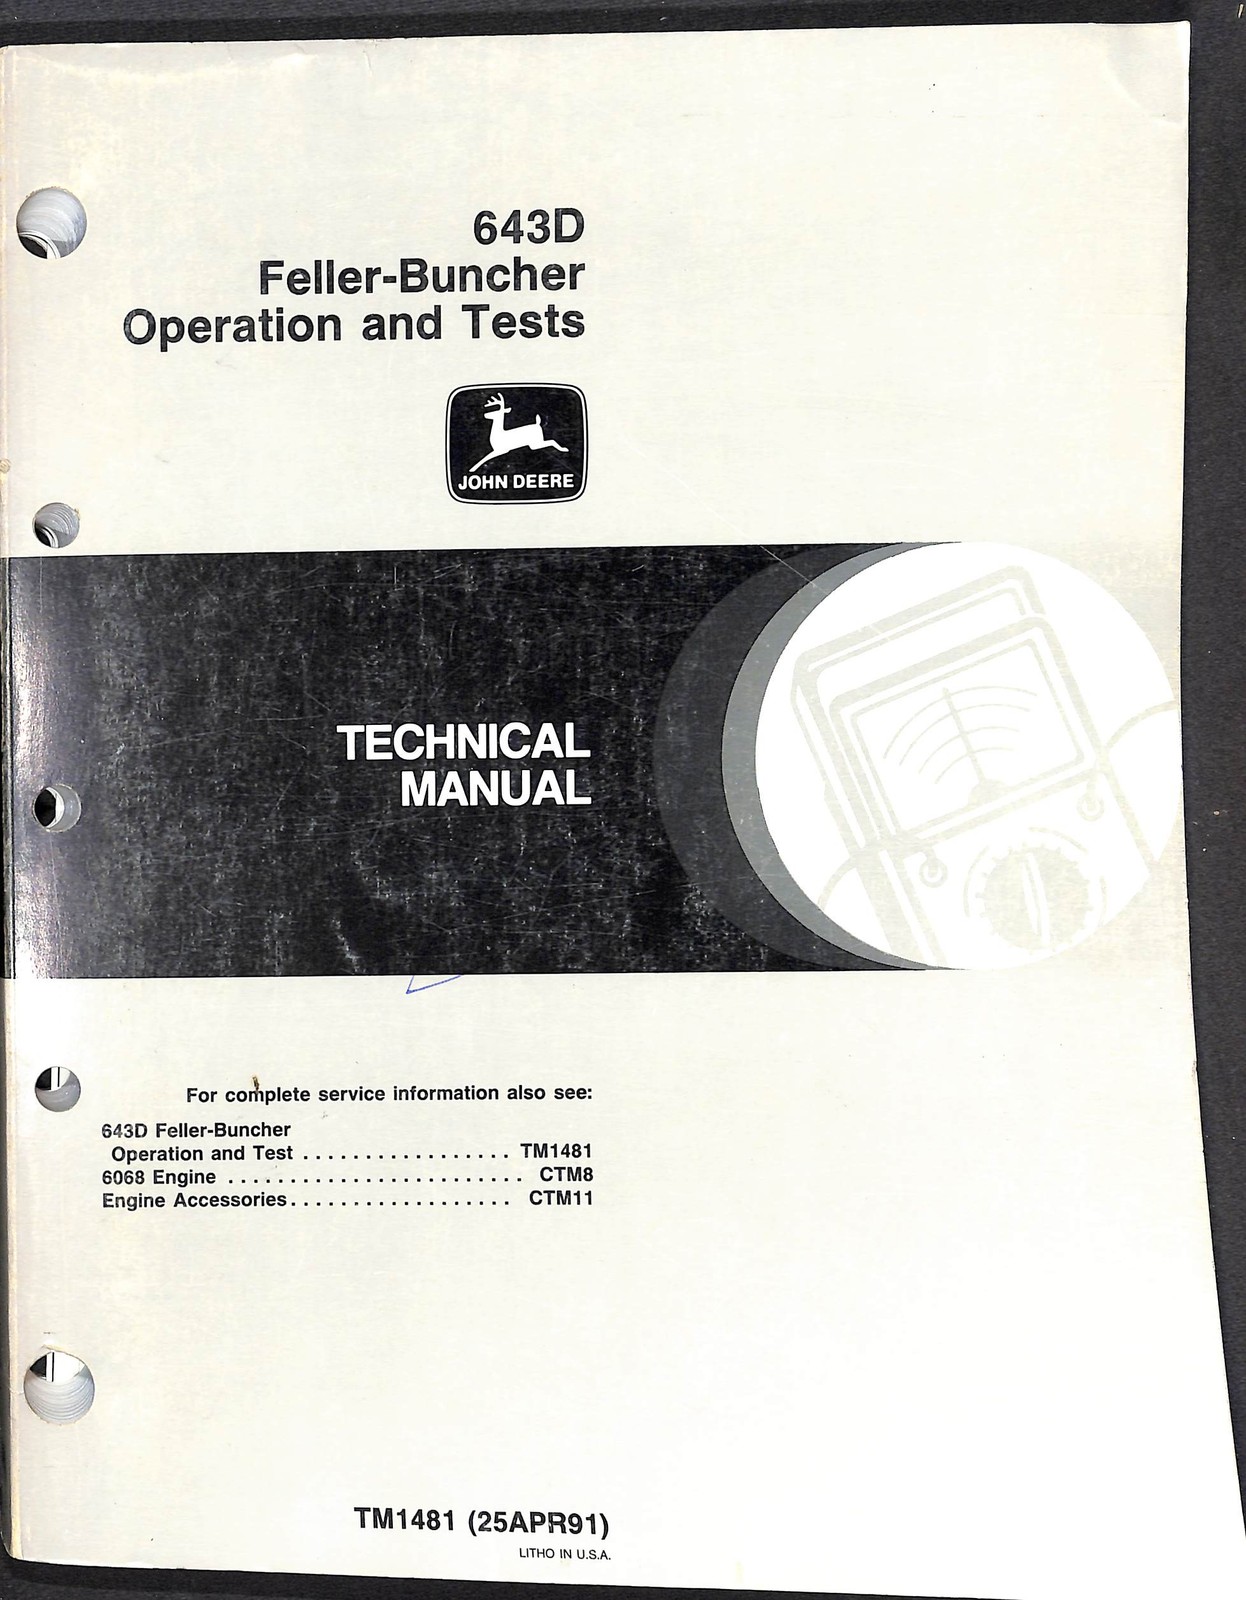 643D
Feller-Buncher
Operation and Tests
JOHN DEERE
TECHNICAL
MANUAL
For complete service information also see:
643D Feller-Buncher
Operation and Test . . . . . . . . . . . . . . . . . TM1481
6068 Engine . . . . . . . . . . . . . . . . . . . . . . . . CTM8
Engine Accessories . . . . . . . . . . . . . . . . . . CTM11
TM1481 (25APR91)
LITHO IN U.S.A.